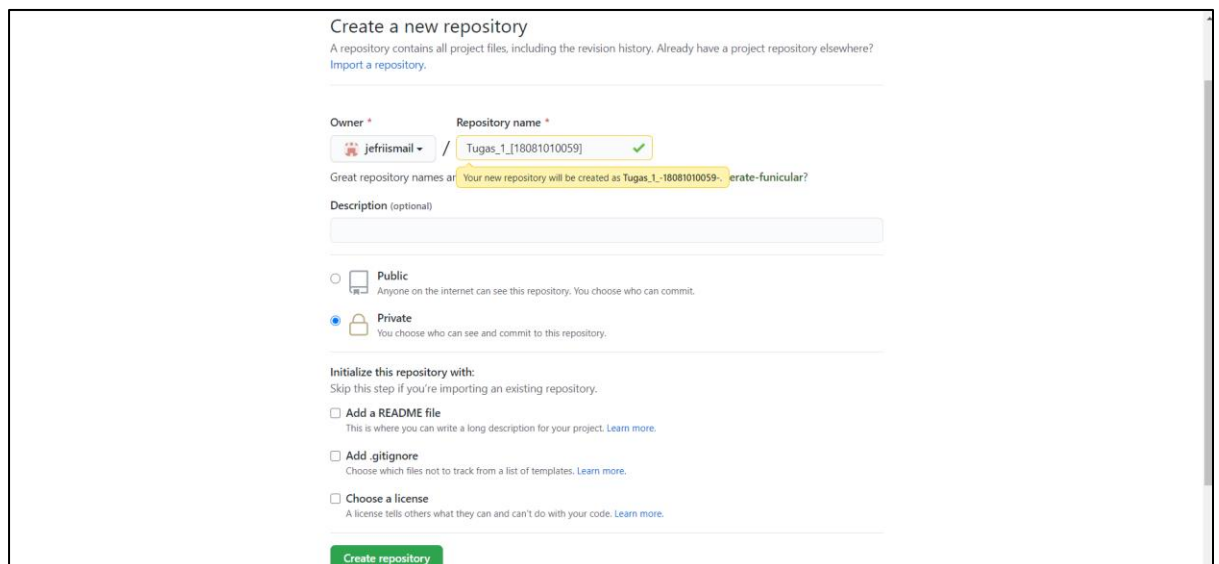 Create a new repository
A repository contains all project files, including the revision history. Already have a project repository elsewhere?
Import a repository.
Owner * Repository name *
jefriismail / Tugas_1_[18081010059]
Great repository names ar Your new repository will be created as Tugas_1_-18081010059-. erate-funicular?
Description (optional)
Public
Anyone on the internet can see this repository. You choose who can commit.
Private
You choose who can see and commit to this repository.
Initialize this repository with:
Skip this step if you're importing an existing repository.
Add a README file
This is where you can write a long description for your project. Learn more.
Add .gitignore
Choose which files not to track from a list of templates. Learn more.
Choose a license
A license tells others what they can and can't do with your code. Learn more.
Create repository